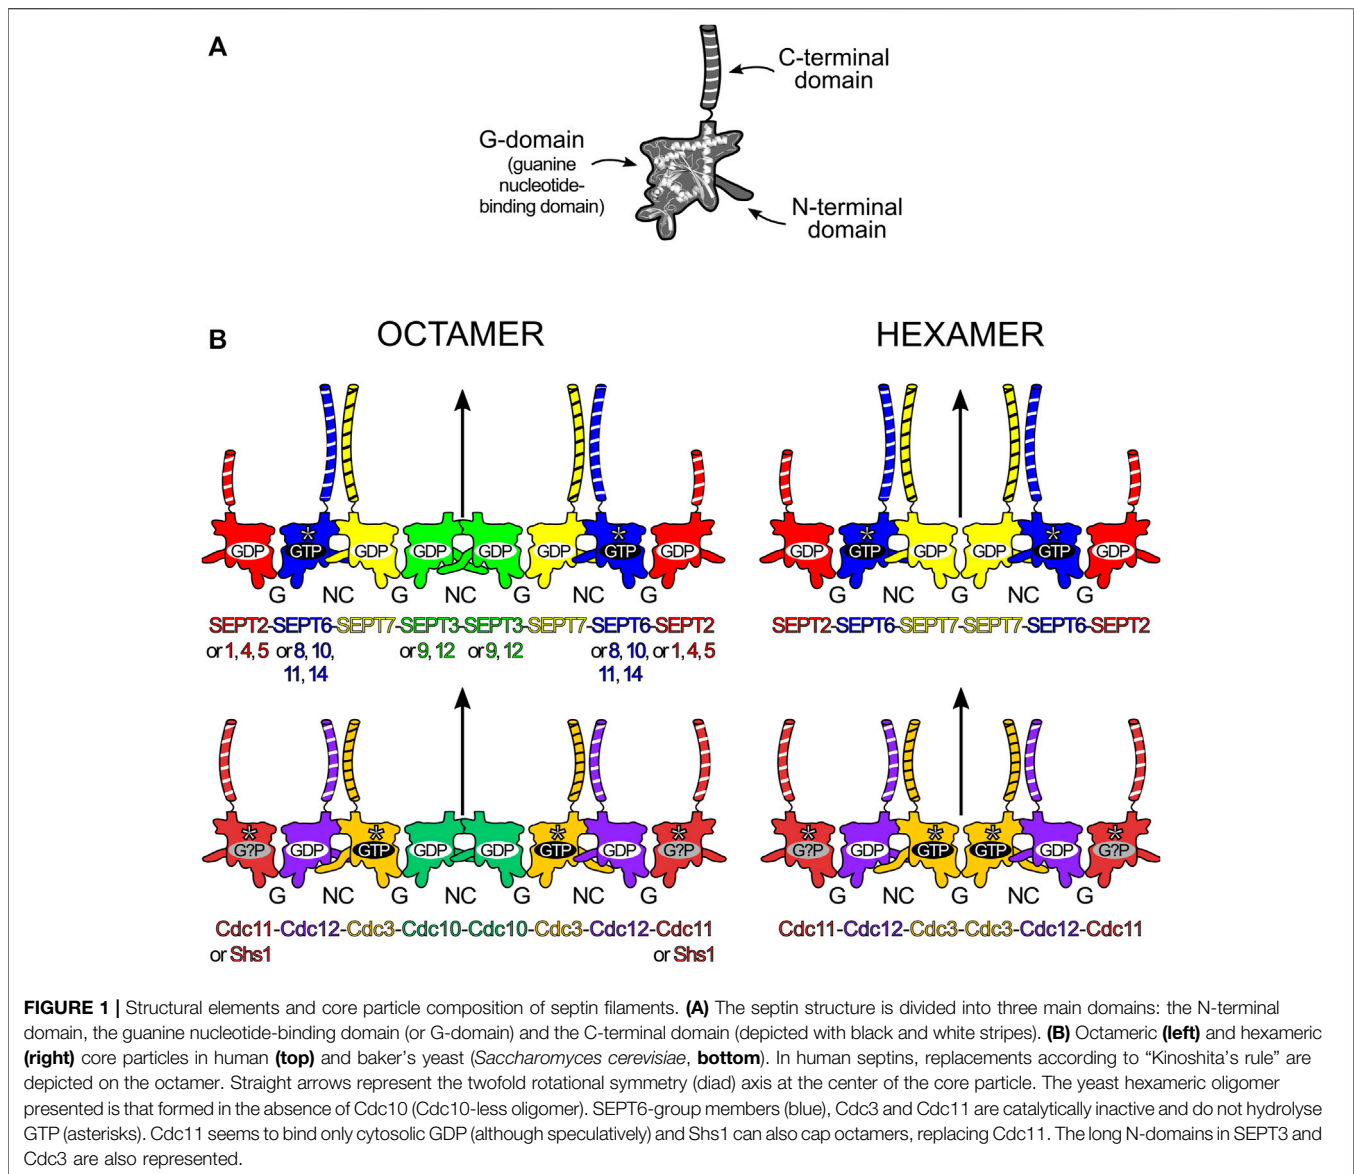 A
C-terminal
domain
G-domain
(guanine
nucleotide-
binding domain)
N-terminal
domain
B
OCTAMER
HEXAMER
GDP GTP GDP GDP GDP GDP GTP GDP
* *
G NC G NC G NC G
SEPT2-SEPT6-SEPT7-SEPT3-SEPT3-SEPT7-SEPT6-SEPT2
or 1, 4, 5 or 8, 10, or 9, 12 or 9, 12 or 8, 10, or 1, 4, 5
11, 14 11, 14
GDP GTP GDP GDP GTP GDP
* *
G NC G NC G
SEPT2-SEPT6-SEPT7-SEPT7-SEPT6-SEPT2
* * * *
G?P GDP GTP GDP GDP GTP GDP G?P
G NC G NC G NC G
Cdc11-Cdc12-Cdc3-Cdc10-Cdc10-Cdc3-Cdc12-Cdc11
or Shs1 or Shs1
* * * *
G?P GDP GTP GTP GDP G?P
G NC G NC G
Cdc11-Cdc12-Cdc3-Cdc3-Cdc12-Cdc11
FIGURE 1 | Structural elements and core particle composition of septin filaments. (A) The septin structure is divided into three main domains: the N-terminal
domain, the guanine nucleotide-binding domain (or G-domain) and the C-terminal domain (depicted with black and white stripes). (B) Octameric (left) and hexameric
(right) core particles in human (top) and baker's yeast (Saccharomyces cerevisiae, bottom). In human septins, replacements according to “Kinoshita's rule” are
depicted on the octamer. Straight arrows represent the twofold rotational symmetry (diad) axis at the center of the core particle. The yeast hexameric oligomer
presented is that formed in the absence of Cdc10 (Cdc10-less oligomer). SEPT6-group members (blue), Cdc3 and Cdc11 are catalytically inactive and do not hydrolyse
GTP (asterisks). Cdc11 seems to bind only cytosolic GDP (although speculatively) and Shs1 can also cap octamers, replacing Cdc11. The long N-domains in SEPT3 and
Cdc3 are also represented.